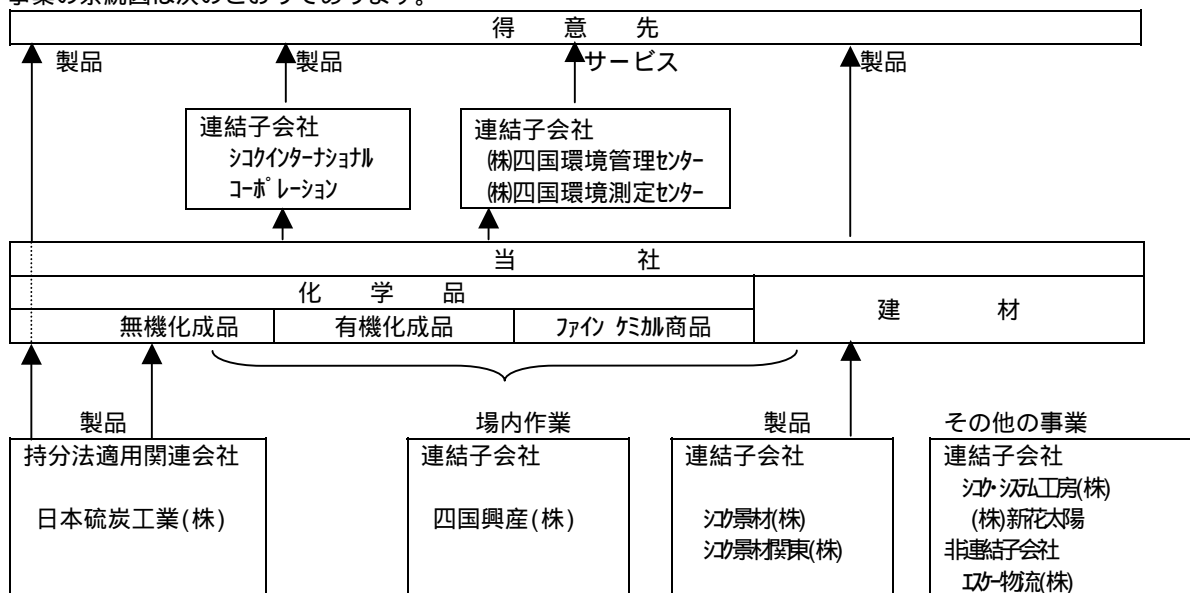 事業の系統図は次のとおりであります。
得 意 先
製品 製品 サービス 製品
連結子会社
シコクインターナショナル
コーポレーション
連結子会社
(株)四国環境管理センター
(株)四国環境測定センター
当 社
化 学 品
建 材
無機化成品 有機化成品 ファイン ケミカル商品
製品
持分法適用関連会社
日本硫炭工業(株)
場内作業
連結子会社
四国興産(株)
製品
連結子会社
シコク景材(株)
シコク景材関東(株)
その他の事業
連結子会社
シコク・システム工房(株)
(株)新花太陽
非連結子会社
エスケー物流(株)